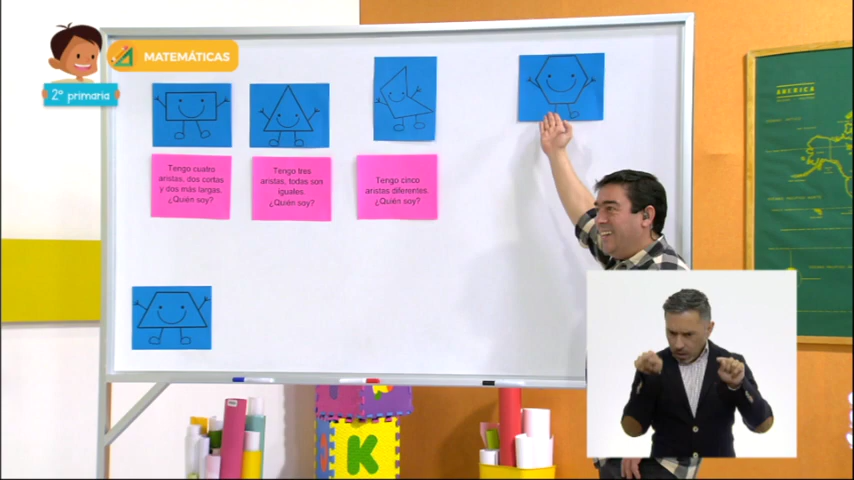 MATEMÁTICAS
2° primaria
Tengo cuatro
aristas, dos cortas
y dos más largas.
¿Quién soy?
Tengo tres
aristas, todas son
iguales.
¿Quién soy?
Tengo cinco
aristas diferentes.
¿Quién soy?
AMERICA
K